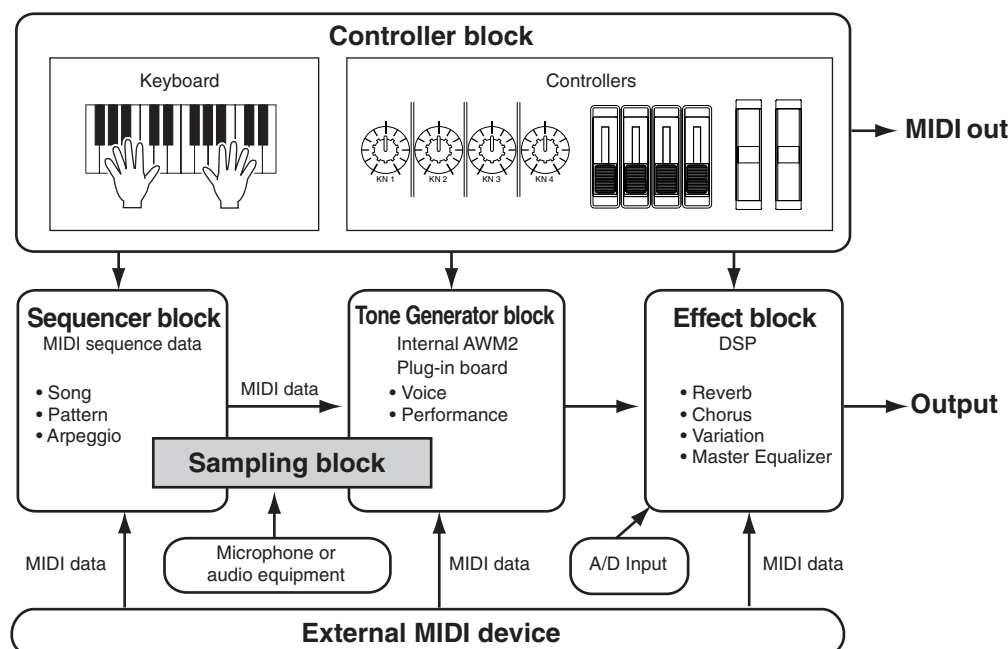 Controller block
Keyboard
Controllers
KN 1
KN 2
KN 3
KN 4
MIDI out
Sequencer block
MIDI sequence data
• Song
• Pattern
• Arpeggio
MIDI data
Tone Generator block
Internal AWM2
Plug-in board
• Voice
• Performance
Effect block
DSP
• Reverb
• Chorus
• Variation
• Master Equalizer
Output
Sampling block
MIDI data
Microphone or
audio equipment
MIDI data
A/D Input
MIDI data
External MIDI device